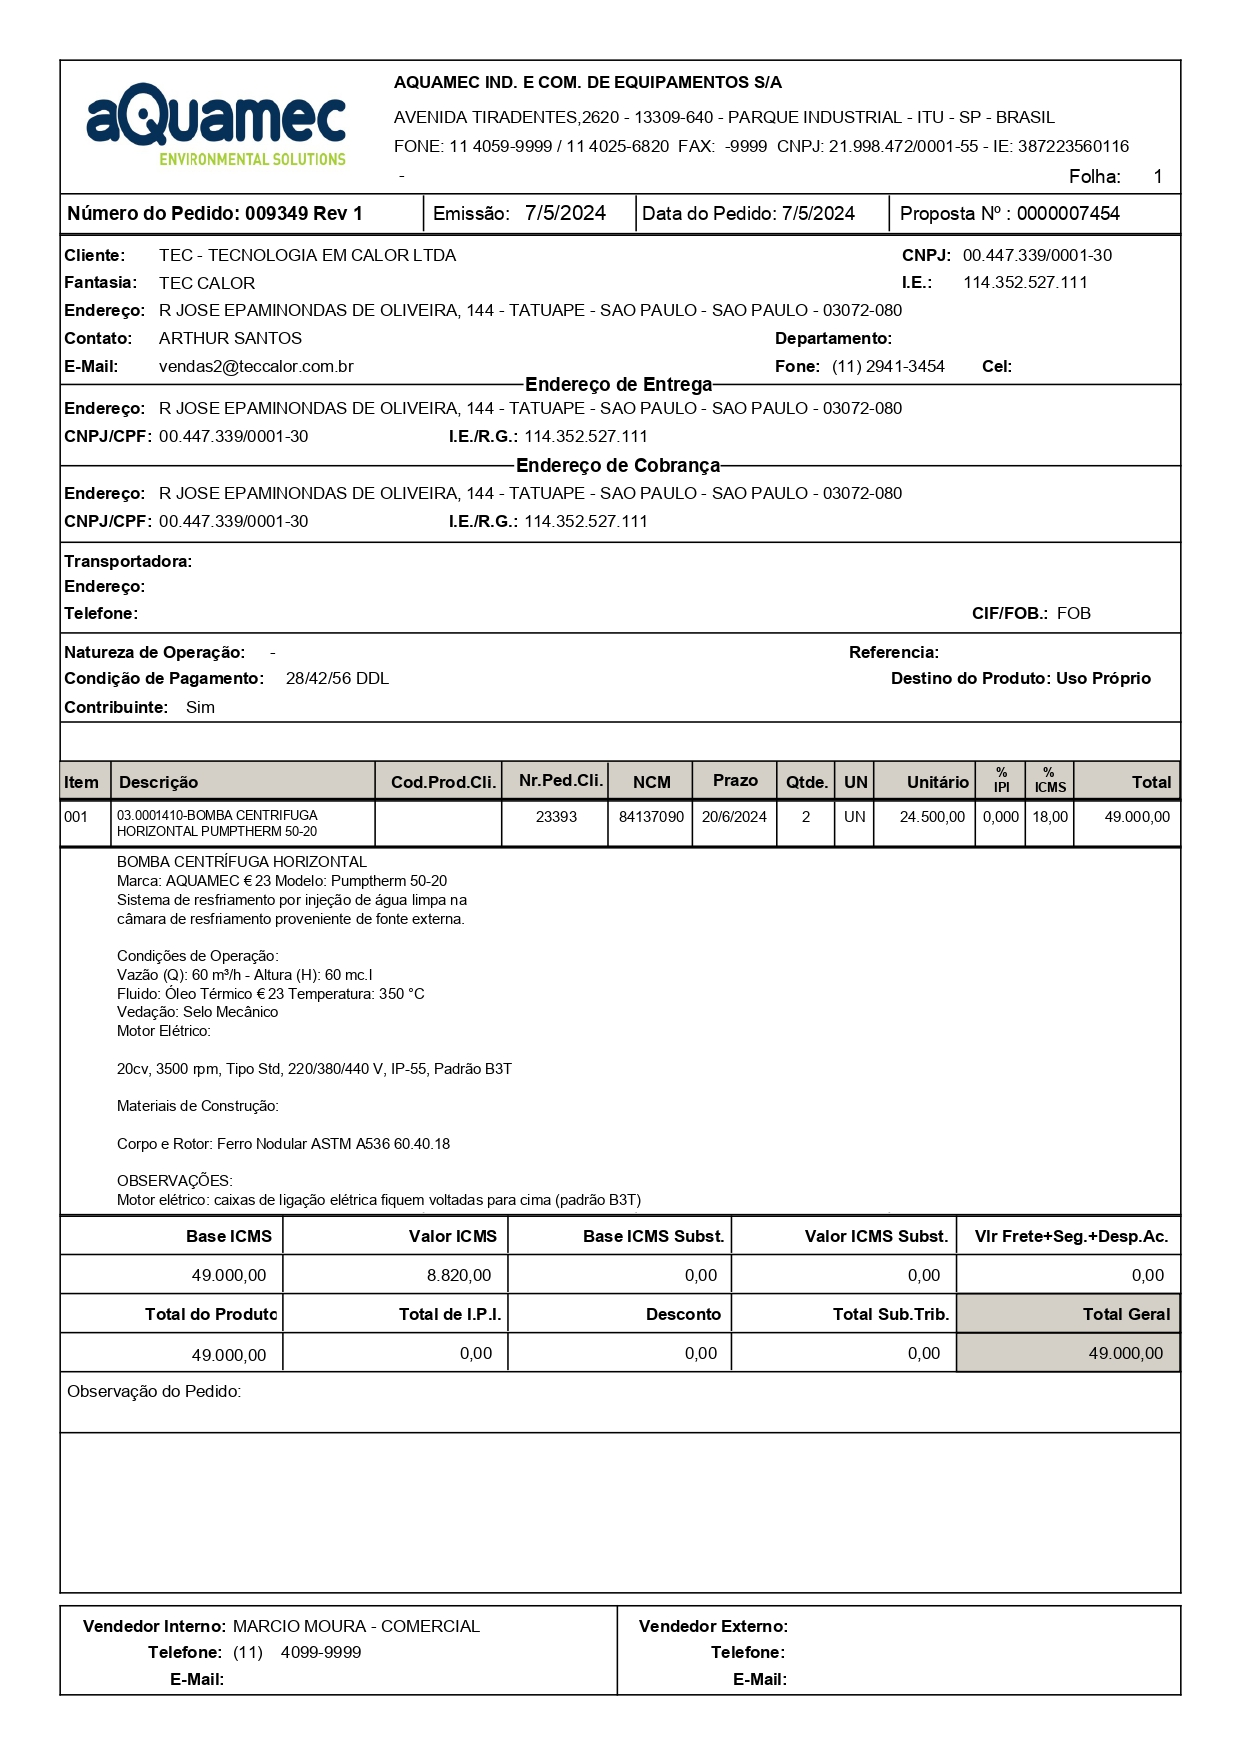 aQuamec
ENVIRONMENTAL SOLUTIONS
AQUAMEC IND. E COM. DE EQUIPAMENTOS S/A
AVENIDA TIRADENTES,2620 - 13309-640 - PARQUE INDUSTRIAL - ITU - SP - BRASIL
FONE: 11 4059-9999 / 11 4025-6820 FAX: -9999 CNPJ: 21.998.472/0001-55 - IE: 387223560116
-
Folha: 1
Número do Pedido: 009349 Rev 1 Emissão: 7/5/2024 Data do Pedido: 7/5/2024 Proposta Nº : 0000007454
Cliente: TEC - TECNOLOGIA EM CALOR LTDA CNPJ: 00.447.339/0001-30
Fantasia: TEC CALOR I.E.: 114.352.527.111
Endereço: R JOSE EPAMINONDAS DE OLIVEIRA, 144 - TATUAPE - SAO PAULO - SAO PAULO - 03072-080
Contato: ARTHUR SANTOS Departamento:
E-Mail: vendas2@teccalor.com.br Fone: (11) 2941-3454 Cel:
Endereço de Entrega
Endereço: R JOSE EPAMINONDAS DE OLIVEIRA, 144 - TATUAPE - SAO PAULO - SAO PAULO - 03072-080
CNPJ/CPF: 00.447.339/0001-30 I.E./R.G.: 114.352.527.111
Endereço de Cobrança
Endereço: R JOSE EPAMINONDAS DE OLIVEIRA, 144 - TATUAPE - SAO PAULO - SAO PAULO - 03072-080
CNPJ/CPF: 00.447.339/0001-30 I.E./R.G.: 114.352.527.111
Transportadora:
Endereço:
Telefone: CIF/FOB.: FOB
Natureza de Operação: - Referencia:
Condição de Pagamento: 28/42/56 DDL Destino do Produto: Uso Próprio
Contribuinte: Sim
Item Descrição Cod.Prod.Cli. Nr.Ped.Cli. NCM Prazo Qtde. UN Unitário % IPI % ICMS Total
001 03.0001410-BOMBA CENTRIFUGA 23393 84137090 20/6/2024 2 UN 24.500,00 0,000 18,00 49.000,00
HORIZONTAL PUMPTHERM 50-20
BOMBA CENTRÍFUGA HORIZONTAL
Marca: AQUAMEC € 23 Modelo: Pumptherm 50-20
Sistema de resfriamento por injeção de água limpa na
câmara de resfriamento proveniente de fonte externa.
Condições de Operação:
Vazão (Q): 60 m³/h - Altura (H): 60 mc.l
Fluido: Óleo Térmico € 23 Temperatura: 350 °C
Vedação: Selo Mecânico
Motor Elétrico:
20cv, 3500 rpm, Tipo Std, 220/380/440 V, IP-55, Padrão B3T
Materiais de Construção:
Corpo e Rotor: Ferro Nodular ASTM A536 60.40.18
OBSERVAÇÕES:
Motor elétrico: caixas de ligação elétrica fiquem voltadas para cima (padrão B3T)
Base ICMS Valor ICMS Base ICMS Subst. Valor ICMS Subst. Vlr Frete+Seg.+Desp.Ac.
49.000,00 8.820,00 0,00 0,00 0,00
Total do Produto Total de I.P.I. Desconto Total Sub.Trib. Total Geral
49.000,00 0,00 0,00 0,00 49.000,00
Observação do Pedido:
Vendedor Interno: MARCIO MOURA - COMERCIAL Vendedor Externo:
Telefone: (11) 4099-9999 Telefone:
E-Mail: E-Mail: